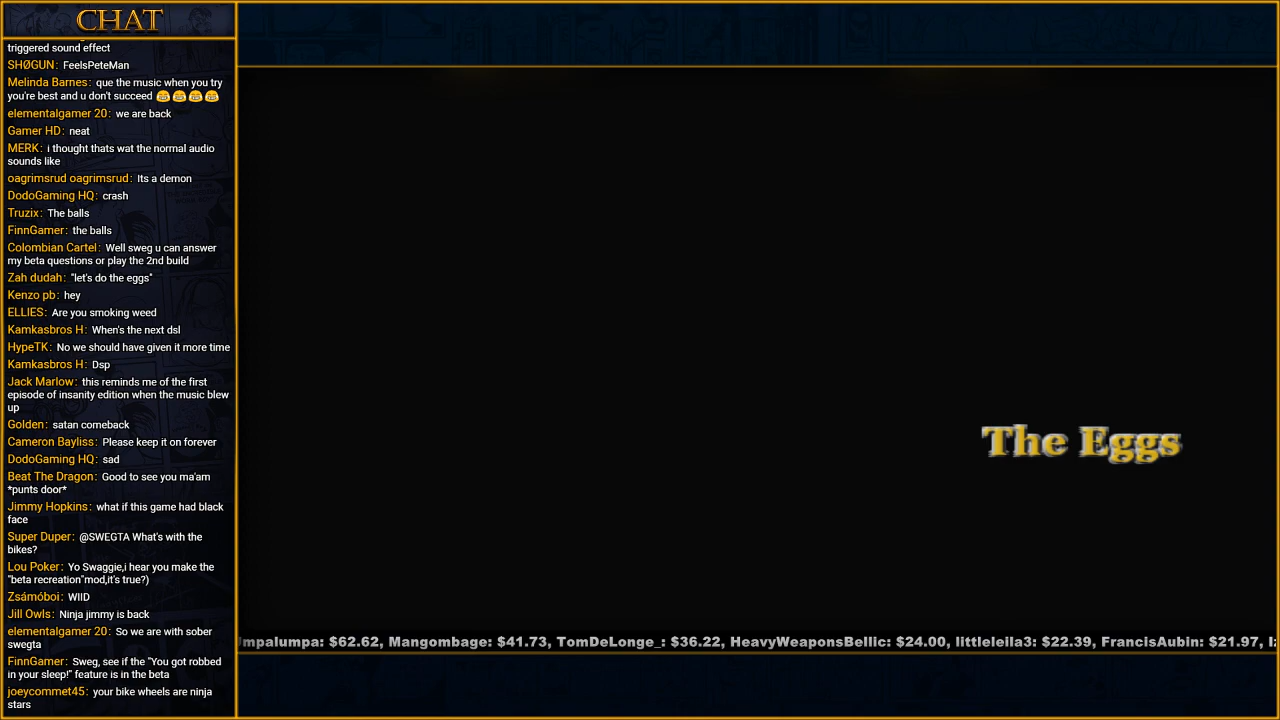 CHAT
triggered sound effect
SHØGUN: FeelsPeteMan
Melinda Barnes: que the music when you try
you're best and u don't succeed 😂 😂 😂 😂
elementalgamer 20: we are back
Gamer HD: neat
MERK: i thought thats wat the normal audio
sounds like
oagrimsrud oagrimsrud: Its a demon
DodoGaming HQ: crash
Truzix: The balls
FinnGamer: the balls
Colombian Cartel: Well sweg u can answer
my beta questions or play the 2nd build
Zah dudah: "let's do the eggs"
Kenzo pb: hey
ELLIES: Are you smoking weed
Kamkasbros H: When's the next dsl
HypeTK: No we should have given it more time
Kamkasbros H: Dsp
Jack Marlow: this reminds me of the first
episode of insanity edition when the music blew
up
Golden: satan comeback
Cameron Bayliss: Please keep it on forever
DodoGaming HQ: sad
Beat The Dragon: Good to see you ma'am
*punts door*
Jimmy Hopkins: what if this game had black
face
Super Duper: @SWEGTA What's with the
bikes?
Lou Poker: Yo Swaggie,i hear you make the
"beta recreation"mod,it's true?)
Zsámóboi: WIID
Jill Owls: Ninja jimmy is back
elementalgamer 20: So we are with sober
swegta
FinnGamer: Sweg, see if the "You got robbed
in your sleep!" feature is in the beta
joeycommet45: your bike wheels are ninja
stars
The Eggs
mpalumpa: $62.62, Mangombage: $41.73, TomDeLonge_: $36.22, HeavyWeaponsBellic: $24.00, littleleila3: $22.39, FrancisAubin: $21.97,